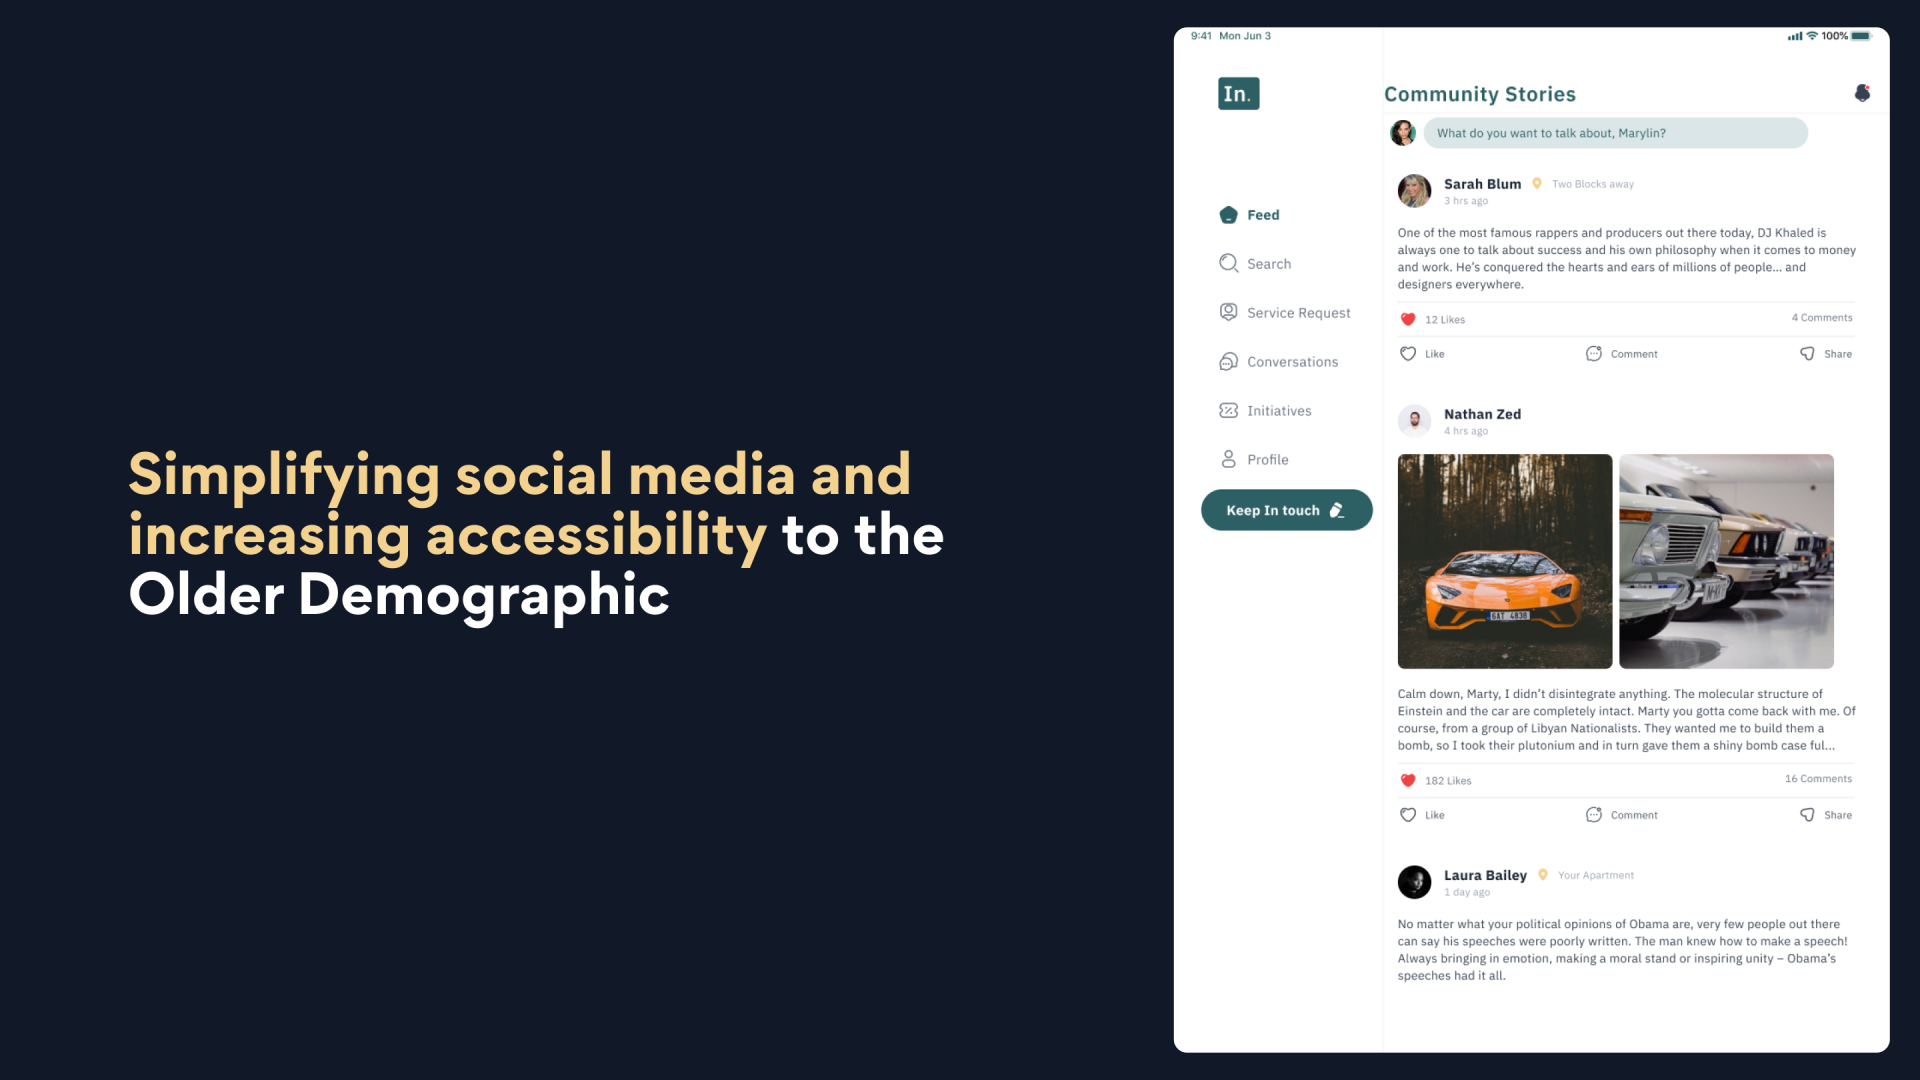 Simplifying social media and
increasing accessibility to the
Older Demographic
9:41 Mon Jun 3
100%
In.
Feed
Search
Service Request
Conversations
Initiatives
Profile
Keep In touch
Community Stories
What do you want to talk about, Marylin?
Sarah Blum Two Blocks away
3 hrs ago
One of the most famous rappers and producers out there today, DJ Khaled is
always one to talk about success and his own philosophy when it comes to money
and work. He’s conquered the hearts and ears of millions of people... and
designers everywhere.
12 Likes 4 Comments
Like Comment Share
Nathan Zed
4 hrs ago
6AT 4838
Calm down, Marty, I didn’t disintegrate anything. The molecular structure of
Einstein and the car are completely intact. Marty you gotta come back with me. Of
course, from a group of Libyan Nationalists. They wanted me to build them a
bomb, so I took their plutonium and in turn gave them a shiny bomb case ful...
182 Likes 16 Comments
Like Comment Share
Laura Bailey Your Apartment
1 day ago
No matter what your political opinions of Obama are, very few people out there
can say his speeches were poorly written. The man knew how to make a speech!
Always bringing in emotion, making a moral stand or inspiring unity – Obama’s
speeches had it all.